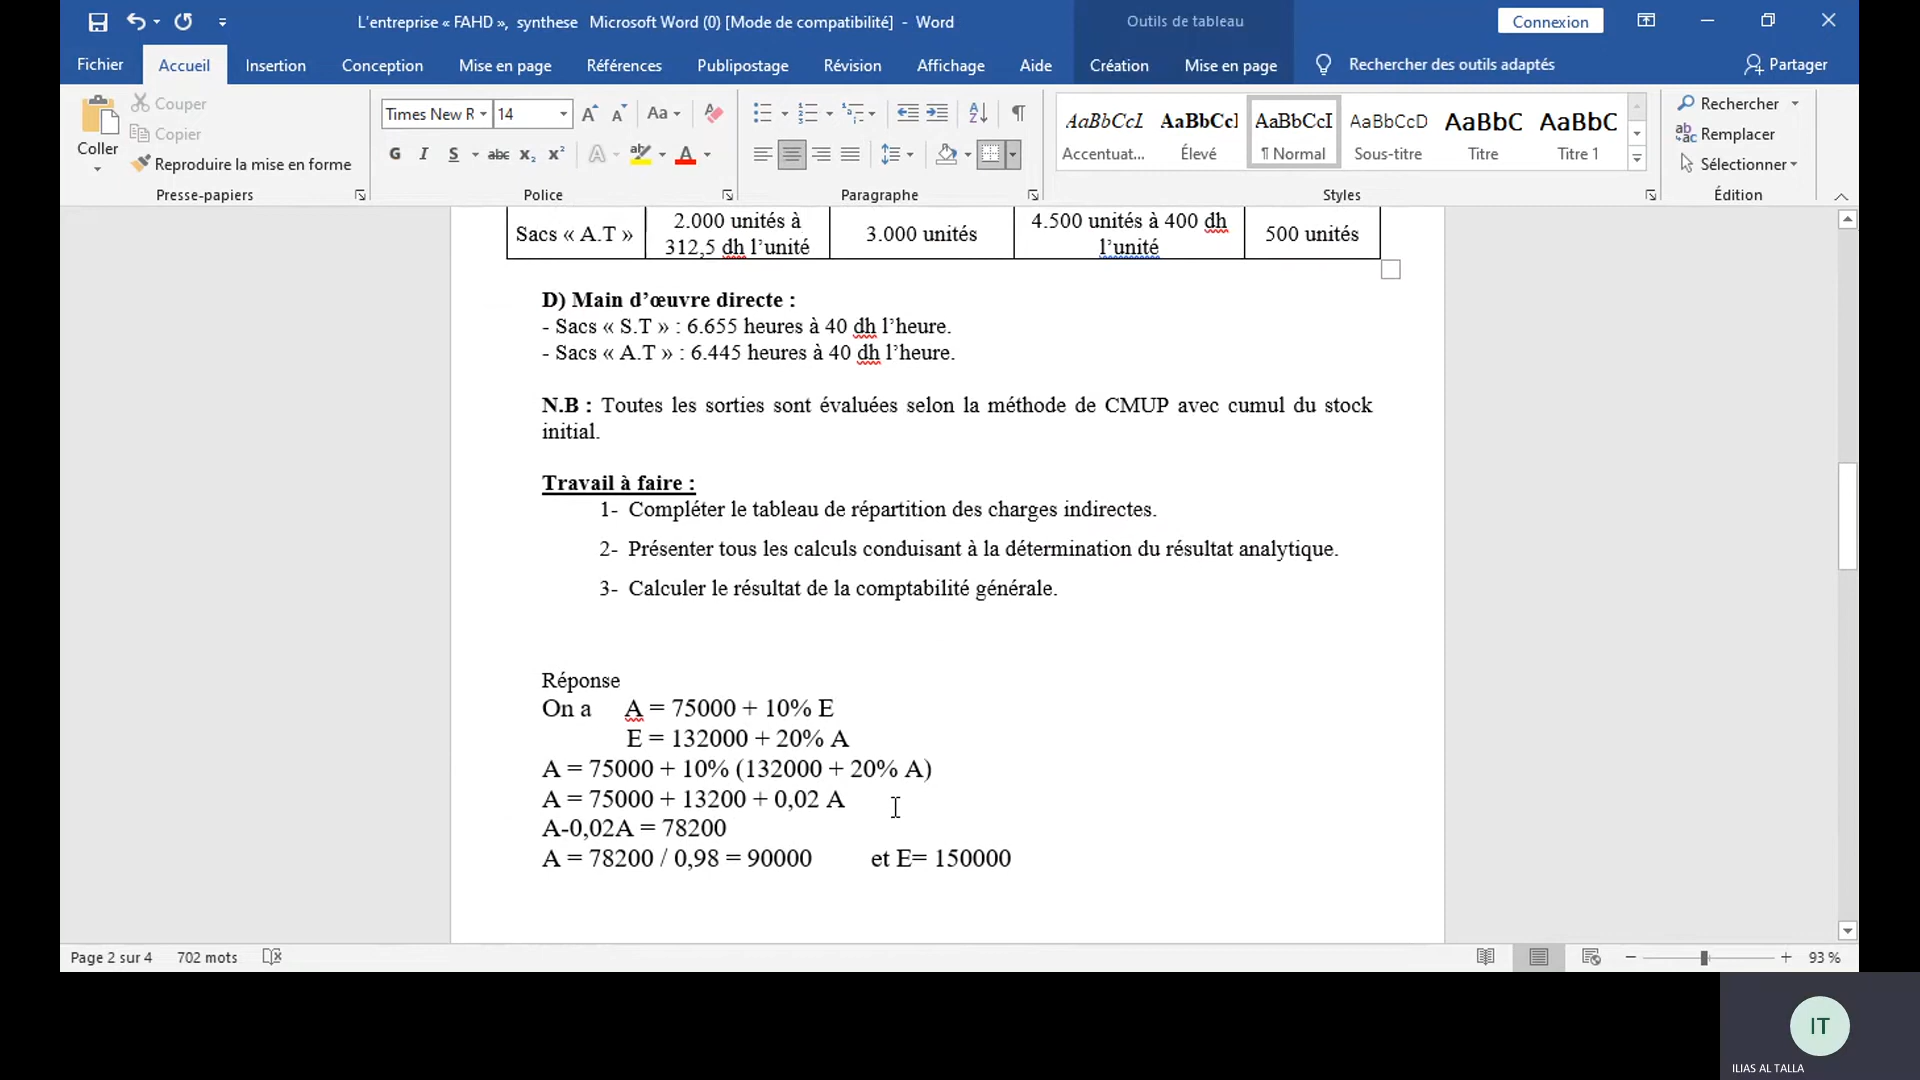 L'entreprise « FAHD », synthese Microsoft Word (0) [Mode de compatibilité] - Word
Outils de tableau
Connexion
Fichier Accueil Insertion Conception Mise en page Références Publipostage Révision Affichage Aide Création Mise en page Rechercher des outils adaptés Partager
Coller
Couper
Copier
Reproduire la mise en forme
Presse-papiers
Times New R 14
G I S abc x₂ x²
Police
Paragraphe
AaBbCcL AaBbCcI AaBbCcI AaBbCcD AaBbC AaBbC
Accentuat... Élevé ¶ Normal Sous-titre Titre Titre 1
Styles
Rechercher
Remplacer
Sélectionner
Édition
Sacs « A.T » 2.000 unités à 312,5 dh l'unité 3.000 unités 4.500 unités à 400 dh l'unité 500 unités
D) Main d'œuvre directe :
- Sacs « S.T » : 6.655 heures à 40 dh l'heure.
- Sacs « A.T » : 6.445 heures à 40 dh l'heure.
N.B : Toutes les sorties sont évaluées selon la méthode de CMUP avec cumul du stock
initial.
Travail à faire :
1- Compléter le tableau de répartition des charges indirectes.
2- Présenter tous les calculs conduisant à la détermination du résultat analytique.
3- Calculer le résultat de la comptabilité générale.
Réponse
On a A = 75000 + 10% E
E = 132000 + 20% A
A = 75000 + 10% (132000 + 20% A)
A = 75000 + 13200 + 0,02 A
A-0,02A = 78200
A = 78200 / 0,98 = 90000 et E= 150000
Page 2 sur 4 702 mots 93 %
IT
ILIAS AL TALLA